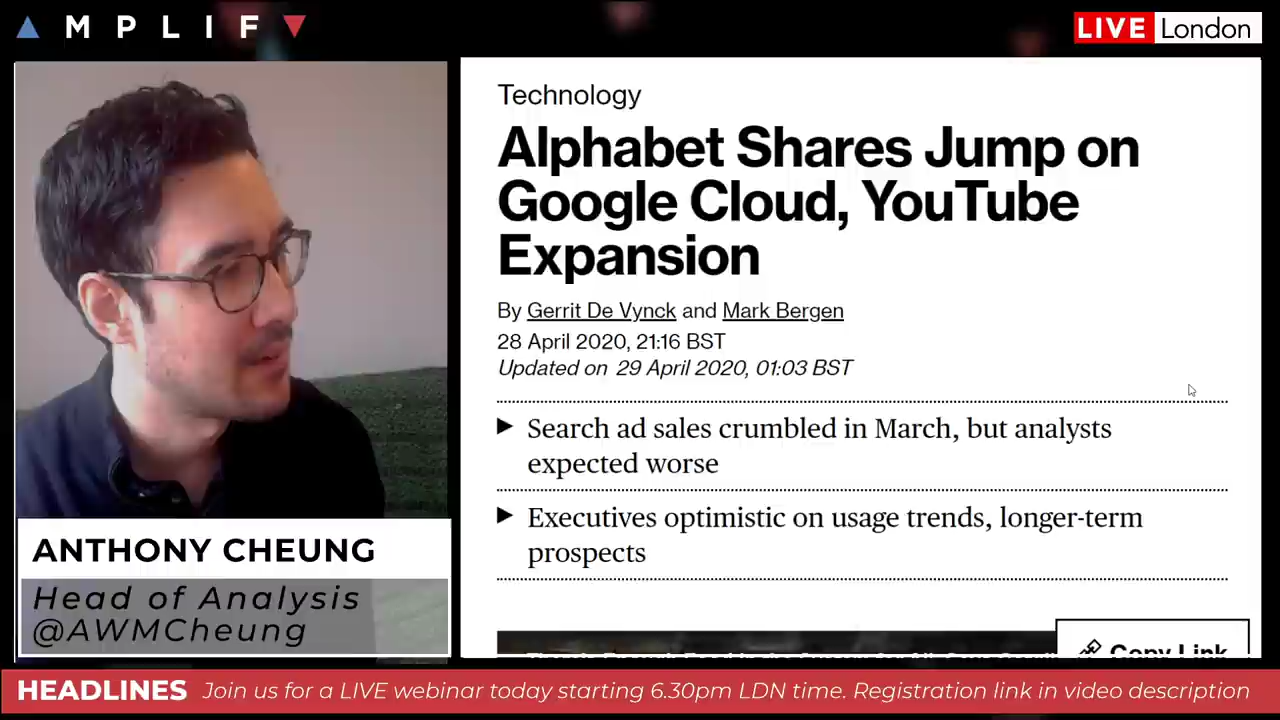 AMPLIFY
LIVE London
Technology
Alphabet Shares Jump on
Google Cloud, YouTube
Expansion
By Gerrit De Vynck and Mark Bergen
28 April 2020, 21:16 BST
Updated on 29 April 2020, 01:03 BST
Search ad sales crumbled in March, but analysts
expected worse
Executives optimistic on usage trends, longer-term
prospects
Copy Link
ANTHONY CHEUNG
Head of Analysis
@AWMCheung
HEADLINES Join us for a LIVE webinar today starting 6.30pm LDN time. Registration link in video description